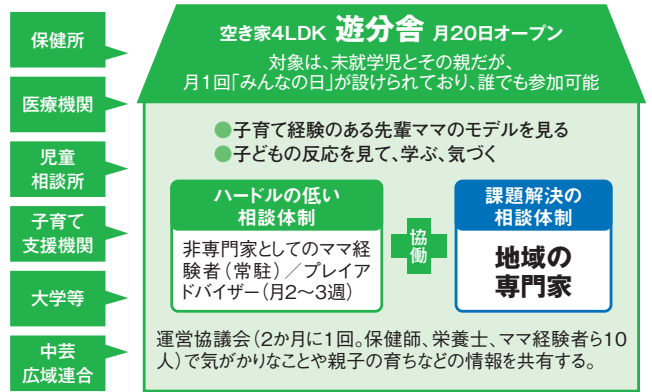 保健所
医療機関
児童
相談所
子育て
支援機関
大学等
中芸
広域連合
空き家4LDK 遊分舎 月20日オープン
対象は、未就学児とその親だが、
月1回「みんなの日」が設けられており、誰でも参加可能
●子育て経験のある先輩ママのモデルを見る
●子どもの反応を見て、学ぶ、気づく
ハードルの低い
相談体制
非専門家としてのママ経
験者（常駐）／プレイア
ドバイザー（月2～3週）
協働
課題解決の
相談体制
地域の
専門家
運営協議会（2か月に1回。保健師、栄養士、ママ経験者ら10
人）で気がかりなことや親子の育ちなどの情報を共有する。